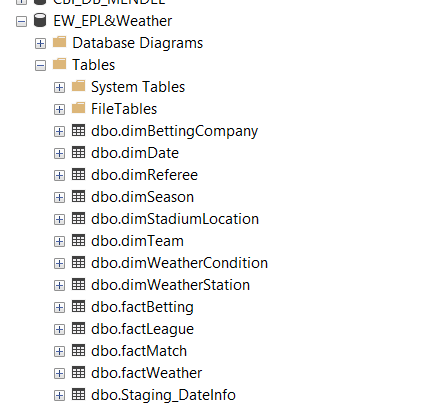 CBI_DB_MENDEL
EW_EPL&Weather
Database Diagrams
Tables
System Tables
FileTables
dbo.dimBettingCompany
dbo.dimDate
dbo.dimReferee
dbo.dimSeason
dbo.dimStadiumLocation
dbo.dimTeam
dbo.dimWeatherCondition
dbo.dimWeatherStation
dbo.factBetting
dbo.factLeague
dbo.factMatch
dbo.factWeather
dbo.Staging_DateInfo